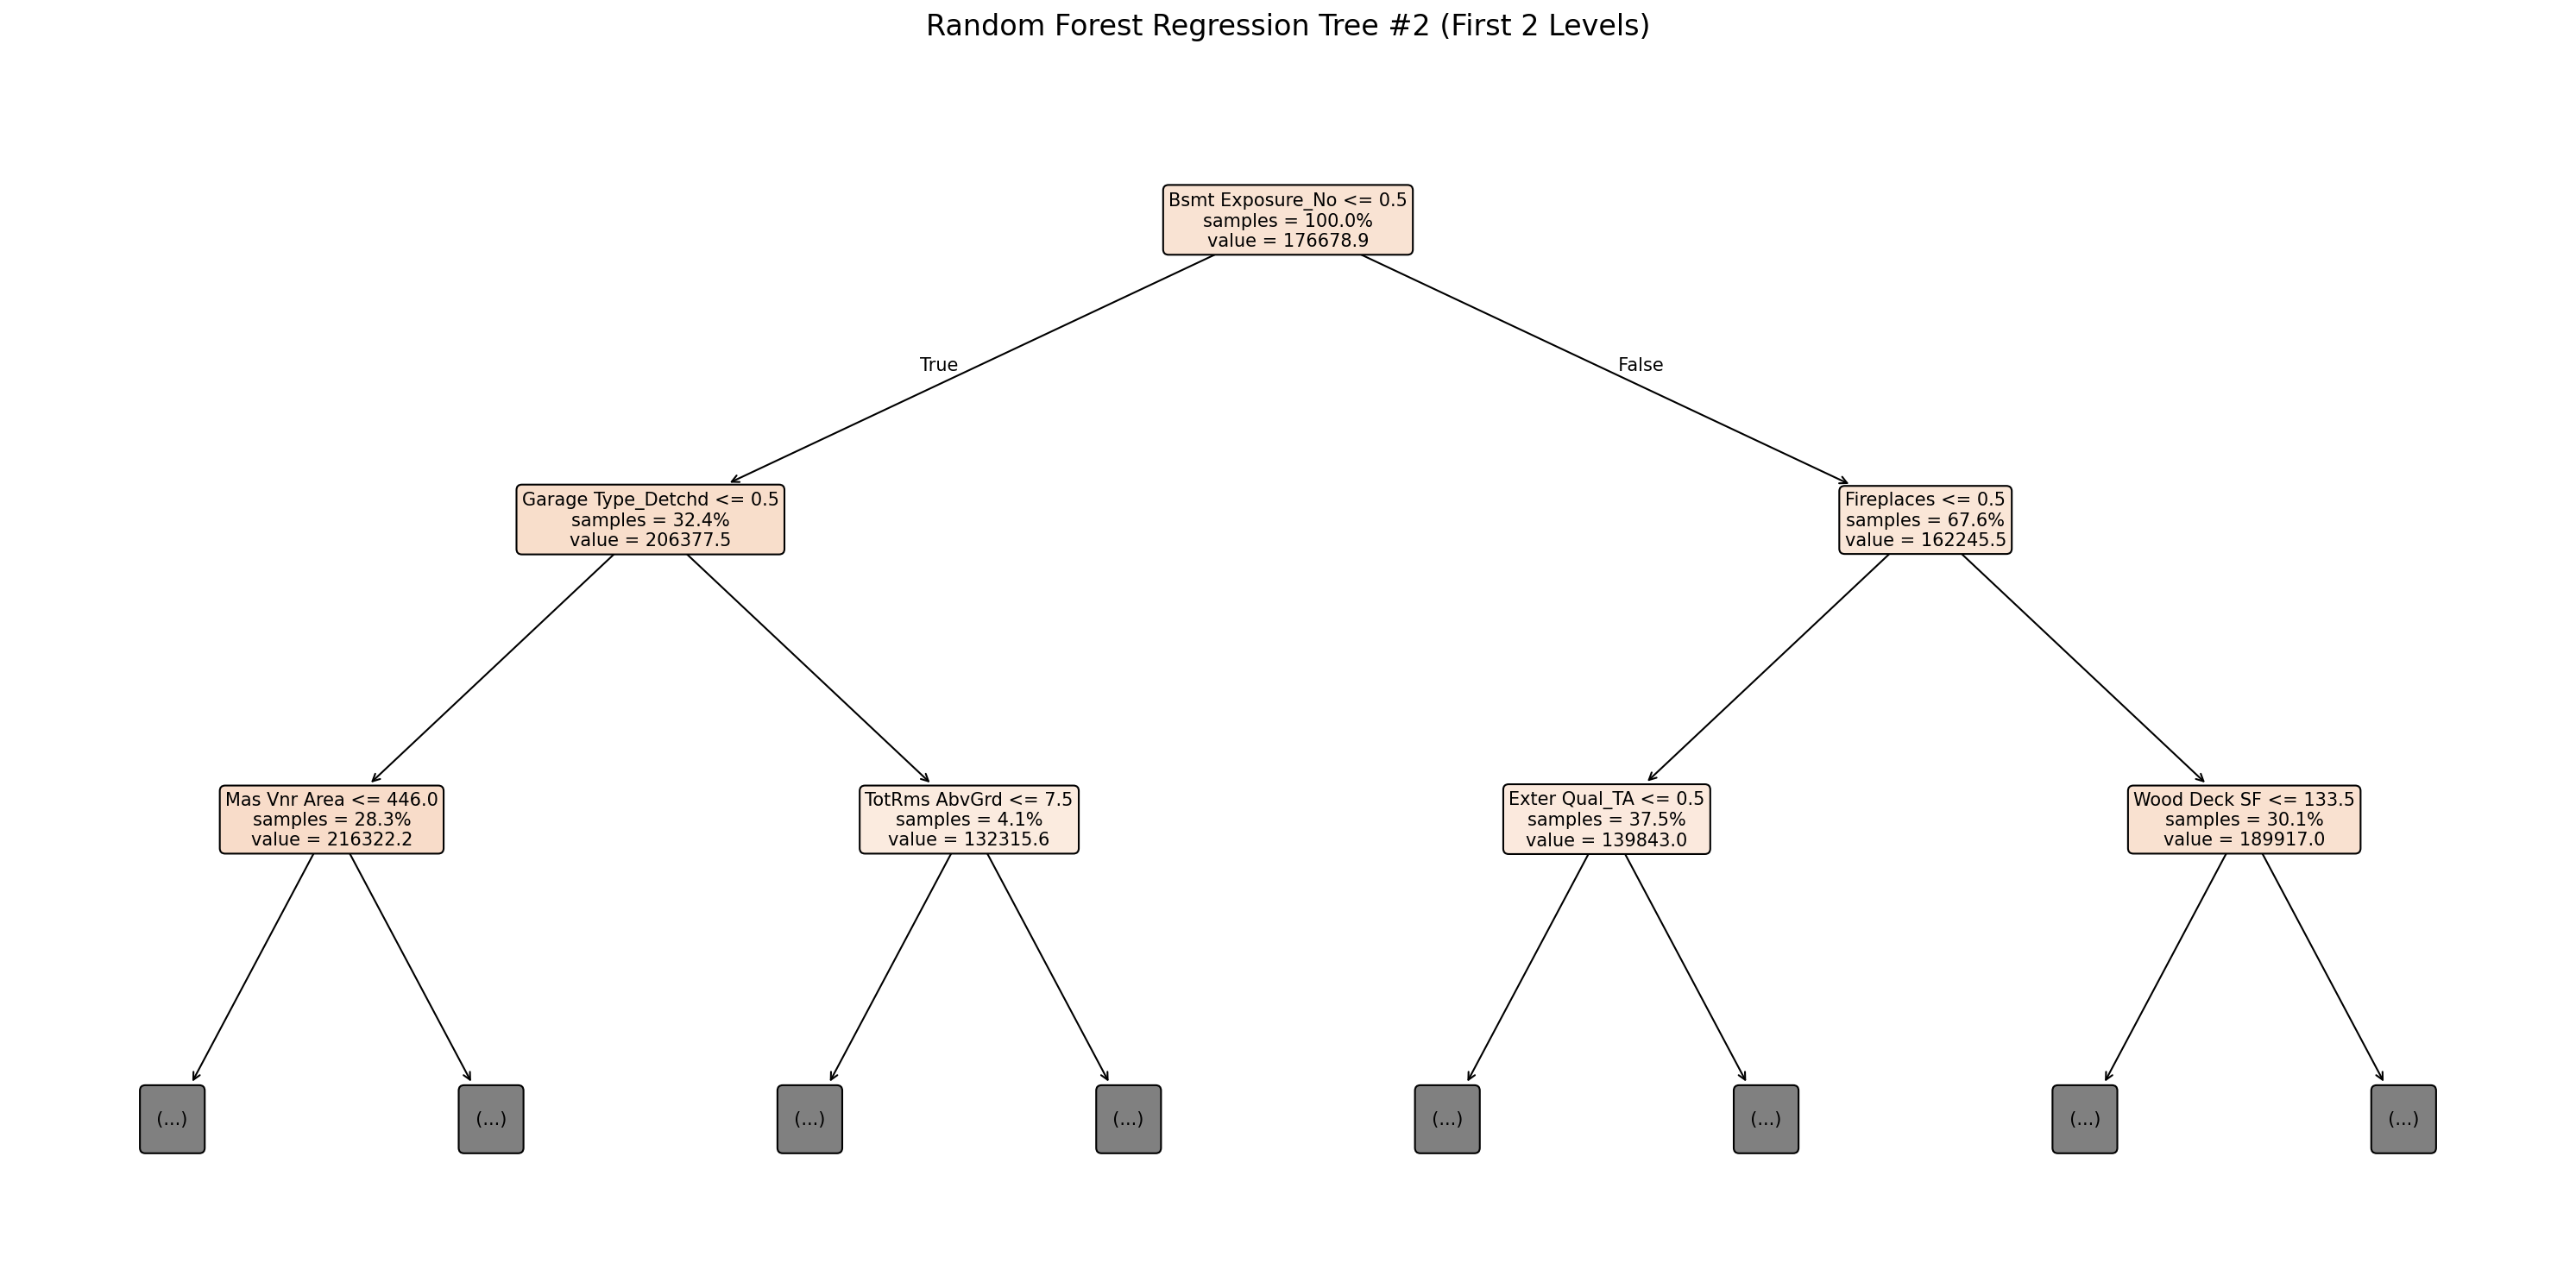 Random Forest Regression Tree #2 (First 2 Levels)
Bsmt Exposure_No <= 0.5
samples = 100.0%
value = 176678.9
True
False
Garage Type_Detchd <= 0.5
samples = 32.4%
value = 206377.5
Fireplaces <= 0.5
samples = 67.6%
value = 162245.5
Mas Vnr Area <= 446.0
samples = 28.3%
value = 216322.2
TotRms AbvGrd <= 7.5
samples = 4.1%
value = 132315.6
Exter Qual_TA <= 0.5
samples = 37.5%
value = 139843.0
Wood Deck SF <= 133.5
samples = 30.1%
value = 189917.0
(...)
(...)
(...)
(...)
(...)
(...)
(...)
(...)